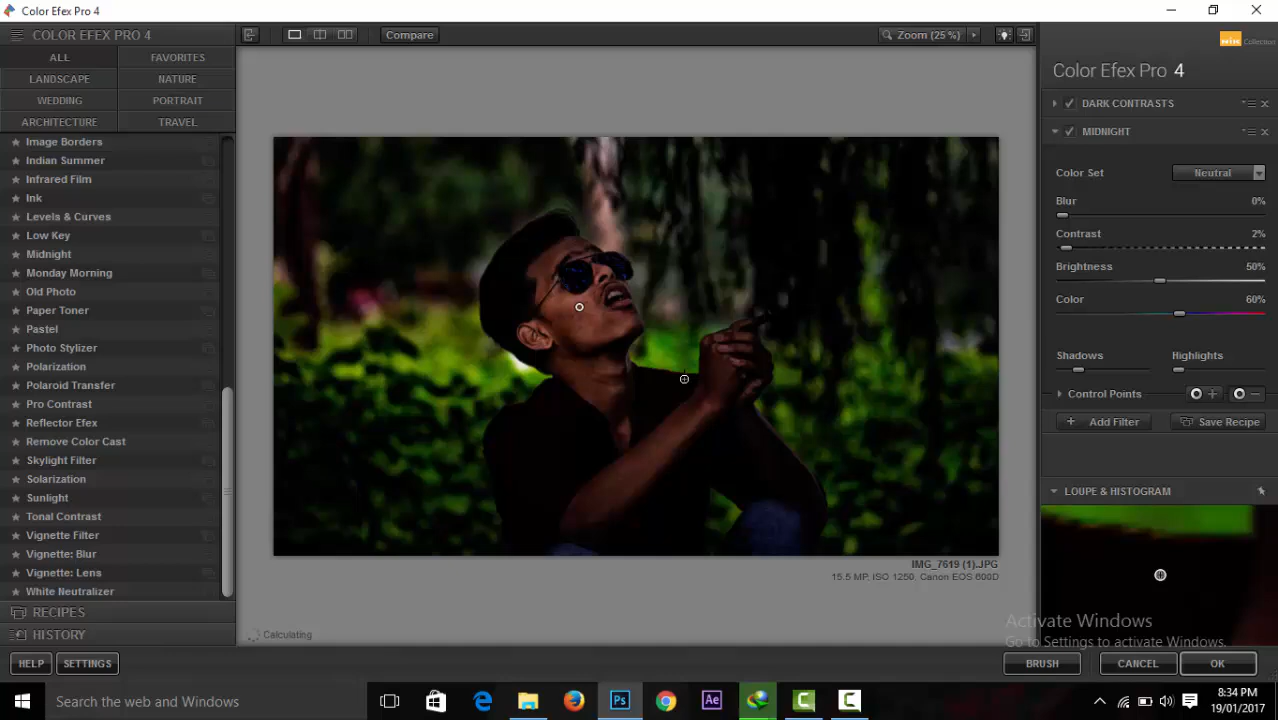 Color Efex Pro 4
COLOR EFEX PRO 4
Compare
Zoom (25 %)
nik Collection
ALL
FAVORITES
LANDSCAPE
NATURE
WEDDING
PORTRAIT
ARCHITECTURE
TRAVEL
Image Borders
Indian Summer
Infrared Film
Ink
Levels & Curves
Low Key
Midnight
Monday Morning
Old Photo
Paper Toner
Pastel
Photo Stylizer
Polarization
Polaroid Transfer
Pro Contrast
Reflector Efex
Remove Color Cast
Skylight Filter
Solarization
Sunlight
Tonal Contrast
Vignette Filter
Vignette: Blur
Vignette: Lens
White Neutralizer
RECIPES
HISTORY
HELP
SETTINGS
IMG_7619 (1).JPG
15.5 MP, ISO 1250, Canon EOS 600D
Calculating
Color Efex Pro 4
DARK CONTRASTS
MIDNIGHT
Color Set Neutral
Blur 0%
Contrast 2%
Brightness 50%
Color 60%
Shadows Highlights
Control Points
Add Filter Save Recipe
LOUPE & HISTOGRAM
Activate Windows
Go to Settings to activate Windows.
BRUSH CANCEL OK
Search the web and Windows
Ps
Ae
8:34 PM
19/01/2017